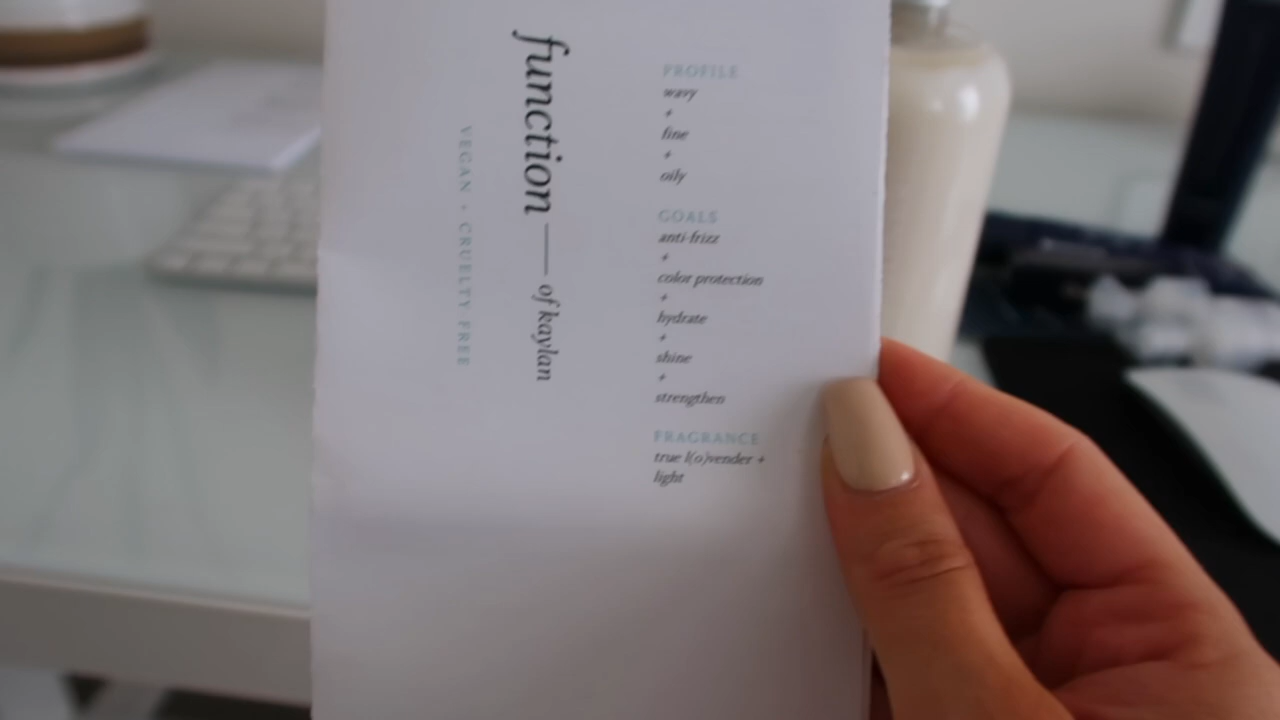 function — of kaylan
VEGAN + CRUELTY FREE
PROFILE
wavy
+
fine
+
oily
GOALS
anti-frizz
+
color protection
+
hydrate
+
shine
+
strengthen
FRAGRANCE
true l(o)vender +
light